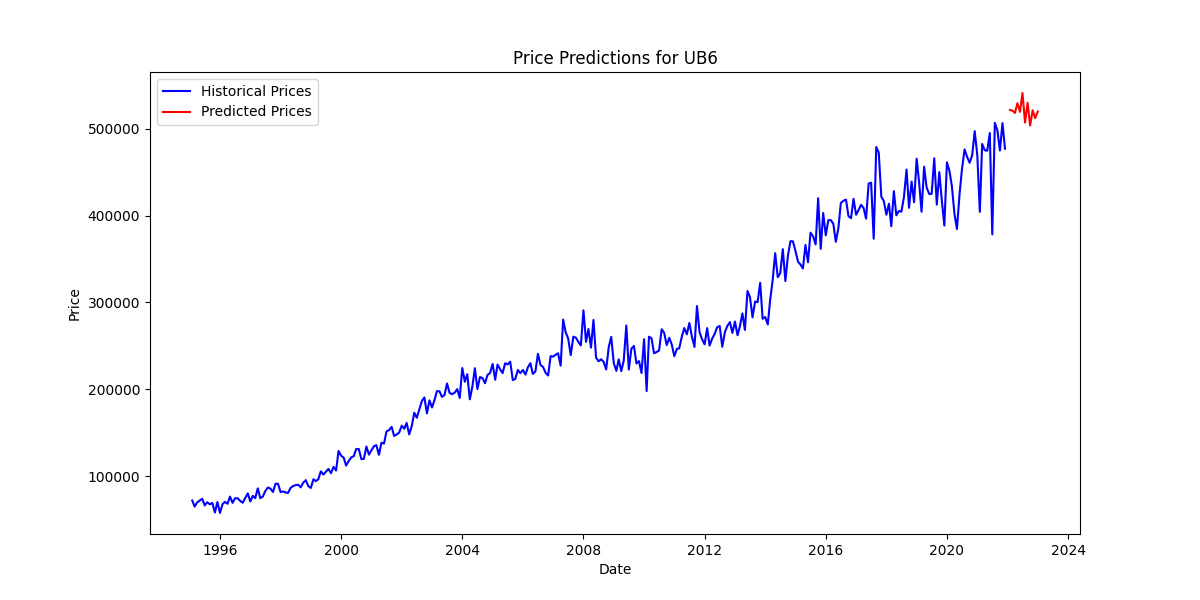 Price Predictions for UB6
Historical Prices
Predicted Prices
500000
400000
300000
200000
100000
Price
1996 2000 2004 2008 2012 2016 2020 2024
Date